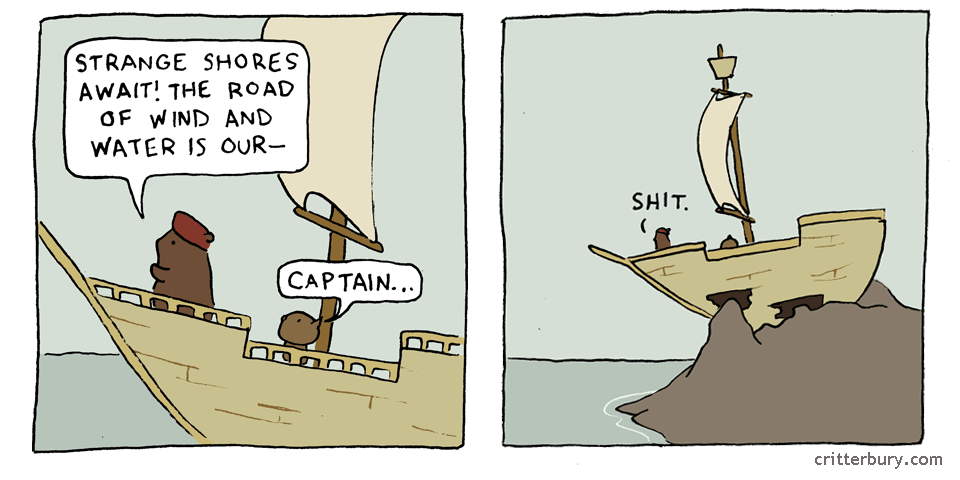 STRANGE SHORES
AWAIT! THE ROAD
OF WIND AND
WATER IS OUR—
CAPTAIN...
SHIT.
critterbury.com